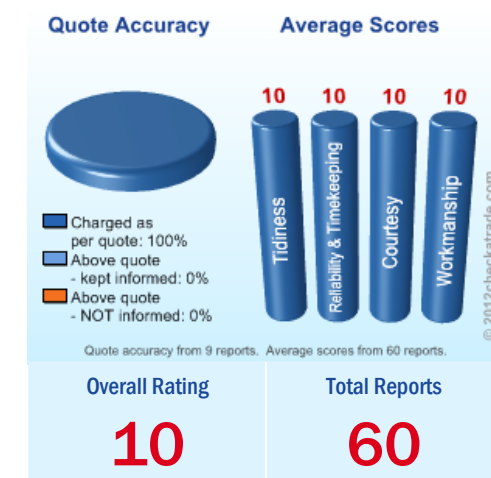 Quote Accuracy
Average Scores
10 10 10 10
Tidiness
Reliability & Timekeeping
Courtesy
Workmanship
Charged as
per quote: 100%
Above quote
- kept informed: 0%
Above quote
- NOT informed: 0%
© 2012checkatrade.com
Quote accuracy from 9 reports. Average scores from 60 reports.
Overall Rating
Total Reports
10
60